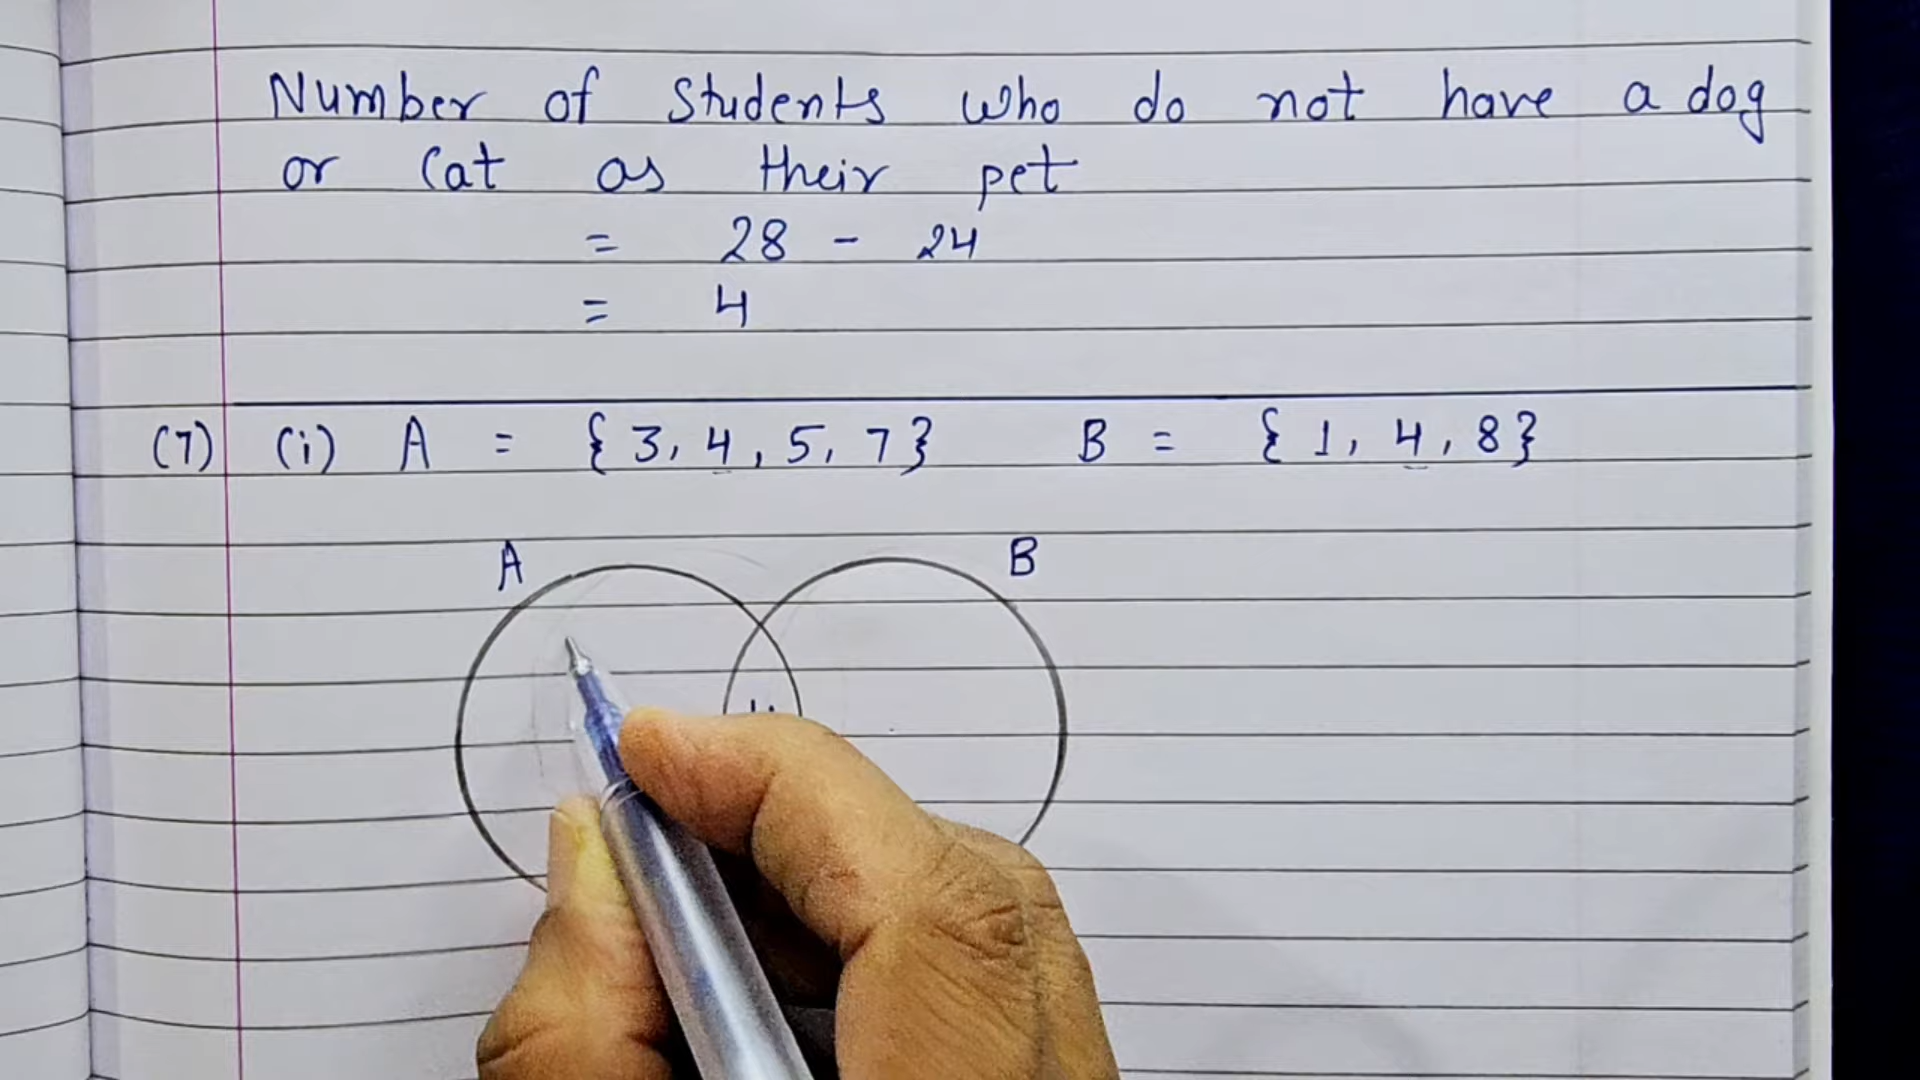 Number of students who do not have a dog
or cat as their pet
= 28 - 24
= 4
(7) (i) A = {3, 4, 5, 7} B = {1, 4, 8}
A B
4